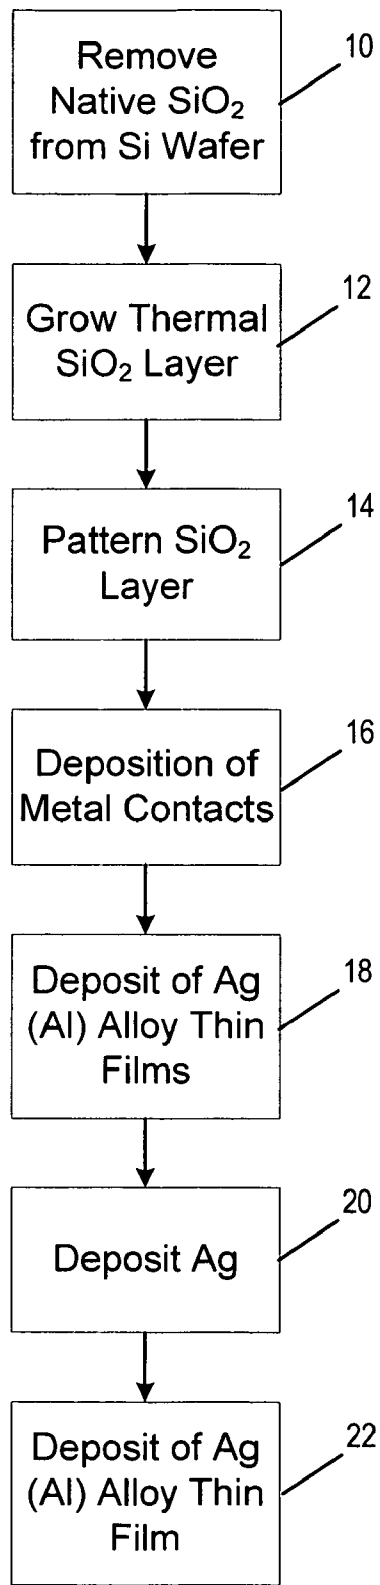 Remove
10
Native SiO₂
from Si Wafer
12
Grow Thermal
SiO₂ Layer
14
Pattern SiO₂
Layer
16
Deposition of
Metal Contacts
18
Deposit of Ag
(Al) Alloy Thin
Films
20
Deposit Ag
22
Deposit of Ag
(Al) Alloy Thin
Film